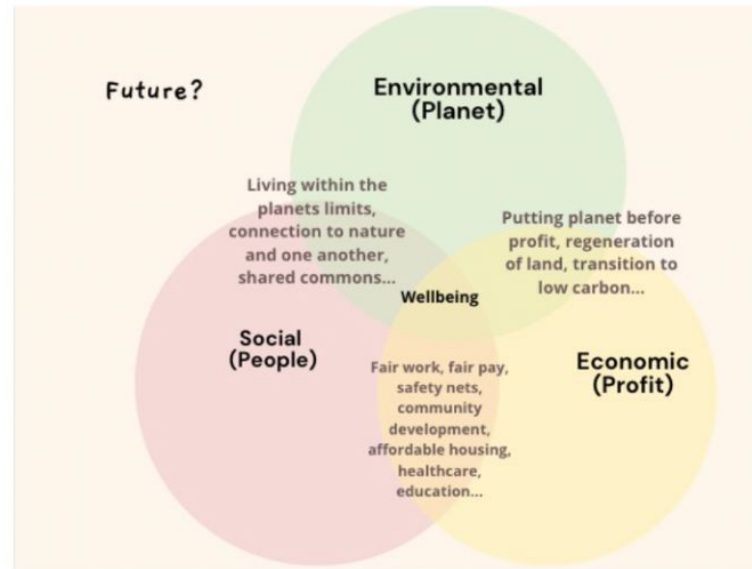 Future?
Environmental
(Planet)
Living within the
planets limits,
connection to nature
and one another,
shared commons...
Putting planet before
profit, regeneration
of land, transition to
low carbon...
Wellbeing
Social
(People)
Fair work, fair pay,
safety nets,
community
development,
affordable housing,
healthcare,
education...
Economic
(Profit)